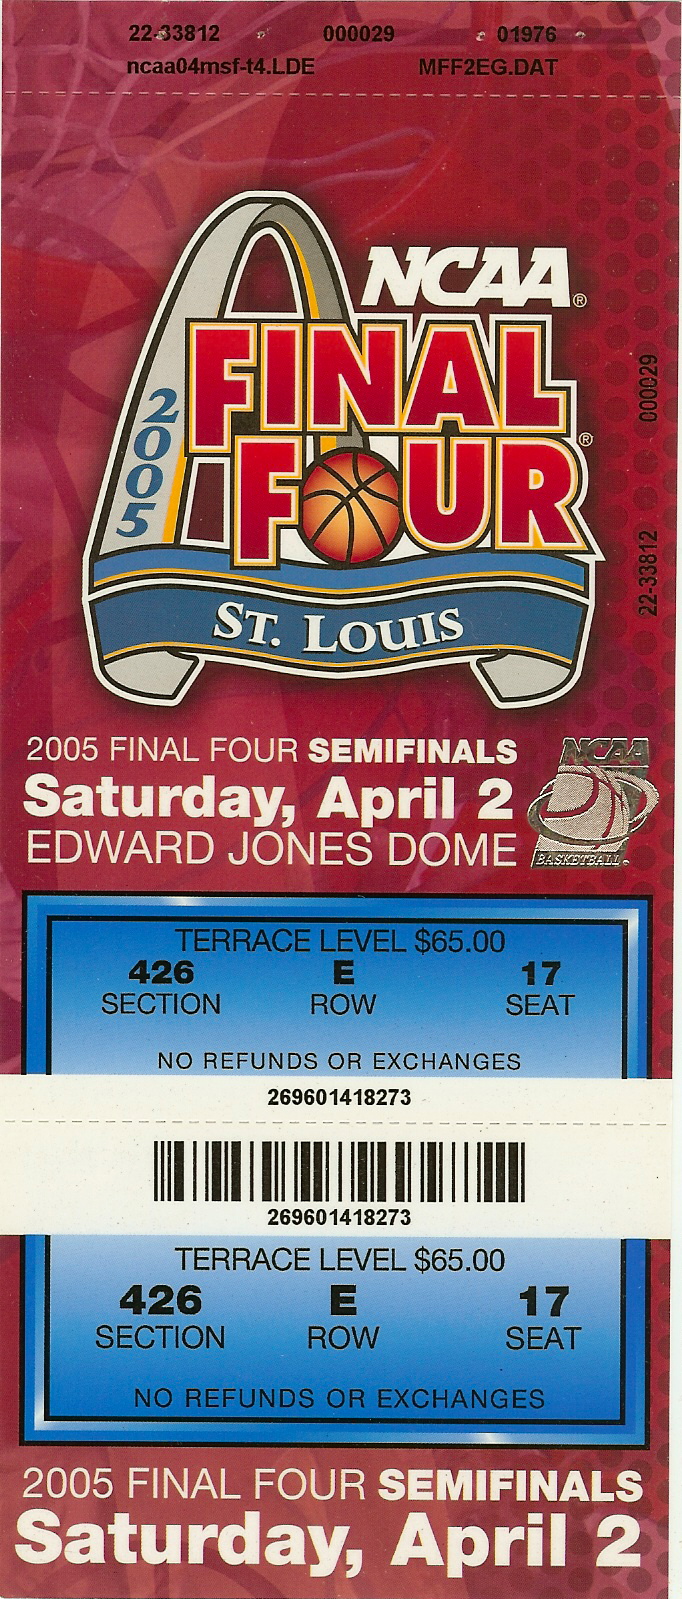 22-33812 000029 01976
ncaa04msf-t4.LDE MFF2EG.DAT
NCAA®
FINAL
FOUR®
2005
ST. LOUIS
000029
22-33812
2005 FINAL FOUR SEMIFINALS
Saturday, April 2
EDWARD JONES DOME
NCAA
BASKETBALL
TERRACE LEVEL $65.00
426 E 17
SECTION ROW SEAT
NO REFUNDS OR EXCHANGES
269601418273
269601418273
TERRACE LEVEL $65.00
426 E 17
SECTION ROW SEAT
NO REFUNDS OR EXCHANGES
2005 FINAL FOUR SEMIFINALS
Saturday, April 2